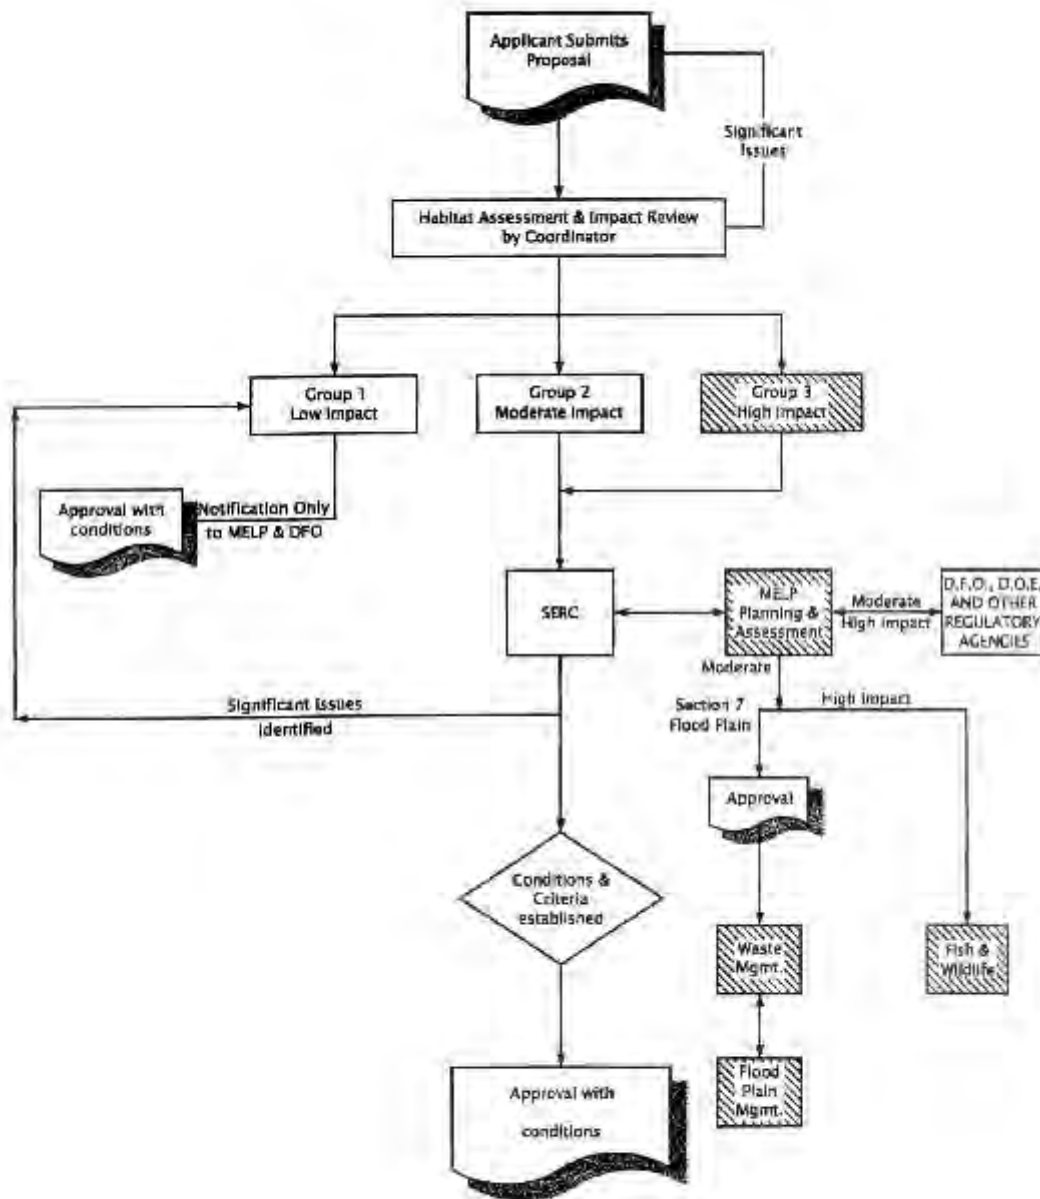 Applicant Submits
Proposal
Significant
Issues
Habitat Assessment & Impact Review
by Coordinator
Group 1
Low Impact
Group 2
Moderate Impact
Group 3
High Impact
Approval with
conditions
Notification Only
to MELP & DFO
SERC
MELP
Planning &
Assessment
Moderate
High Impact
D.F.O., D.O.E.
AND OTHER
REGULATORY
AGENCIES
Moderate
Significant Issues
Identified
Section 7
Flood Plain
High Impact
Approval
Conditions &
Criteria
established
Waste
Mgmt.
Fish &
Wildlife
Flood
Plain
Mgmt.
Approval with
conditions